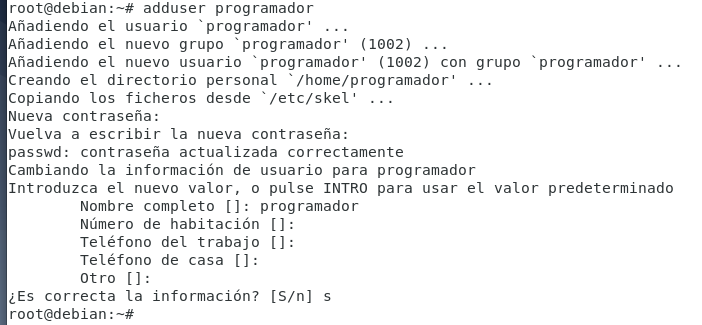 root@debian:~# adduser programador
Añadiendo el usuario `programador' ...
Añadiendo el nuevo grupo `programador' (1002) ...
Añadiendo el nuevo usuario `programador' (1002) con grupo `programador' ...
Creando el directorio personal `/home/programador' ...
Copiando los ficheros desde `/etc/skel' ...
Nueva contraseña:
Vuelva a escribir la nueva contraseña:
passwd: contraseña actualizada correctamente
Cambiando la información de usuario para programador
Introduzca el nuevo valor, o pulse INTRO para usar el valor predeterminado
        Nombre completo []: programador
        Número de habitación []:
        Teléfono del trabajo []:
        Teléfono de casa []:
        Otro []:
¿Es correcta la información? [S/n] s
root@debian:~#